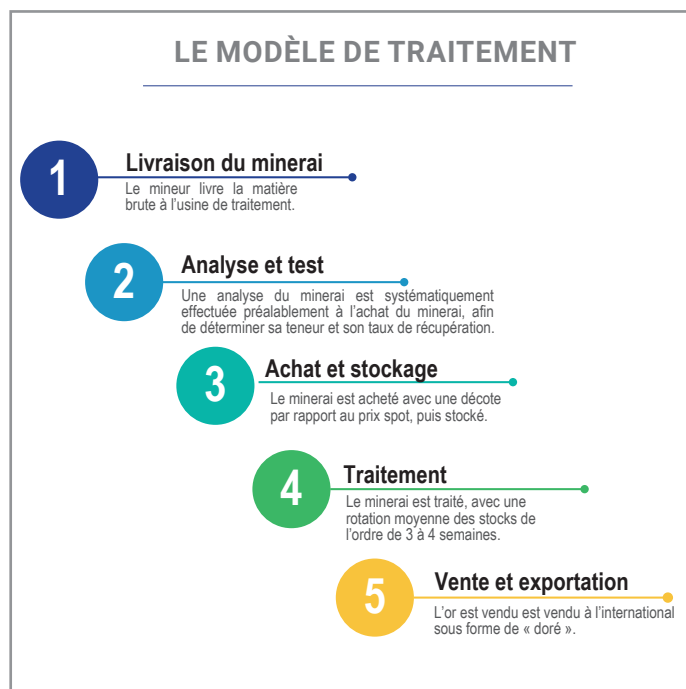 LE MODÈLE DE TRAITEMENT
1
Livraison du minerai
Le mineur livre la matière
brute à l'usine de traitement.
2
Analyse et test
Une analyse du minerai est systématiquement
effectuée préalablement à l'achat du minerai, afin
de déterminer sa teneur et son taux de récupération.
3
Achat et stockage
Le minerai est acheté avec une décote
par rapport au prix spot, puis stocké.
4
Traitement
Le minerai est traité, avec une
rotation moyenne des stocks de
l'ordre de 3 à 4 semaines.
5
Vente et exportation
L'or est vendu est vendu à l'international
sous forme de « doré ».